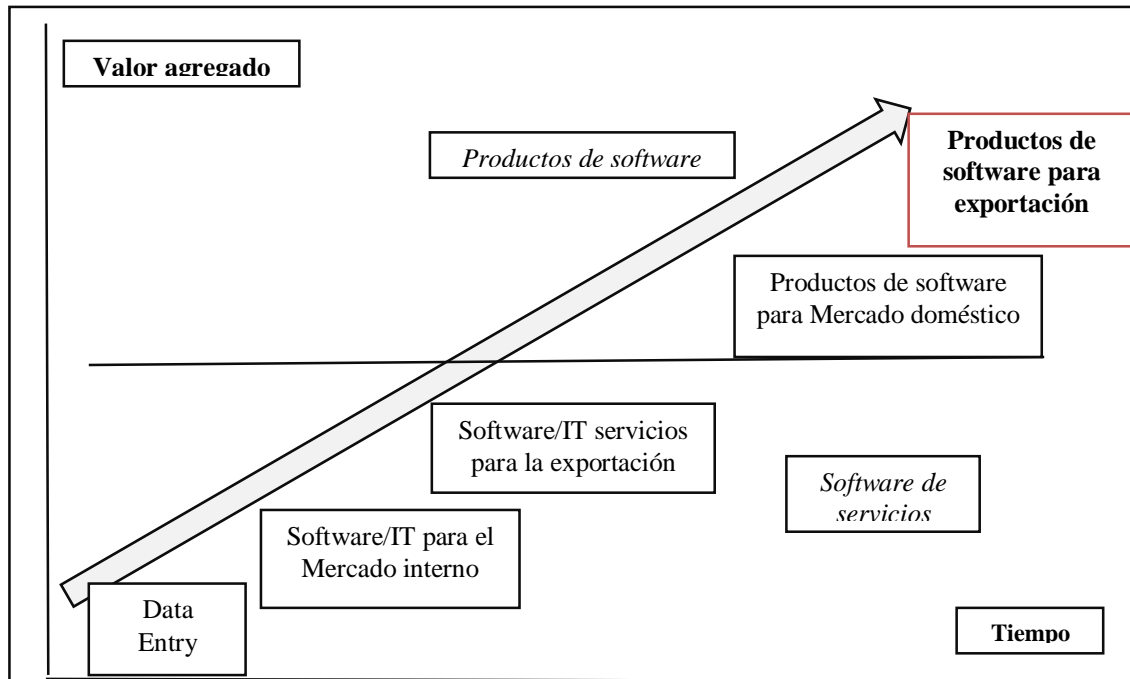 Valor agregado
Productos de software
Productos de
software para
exportación
Productos de software
para Mercado doméstico
Software/IT servicios
para la exportación
Software de
servicios
Software/IT para el
Mercado interno
Data
Entry
Tiempo